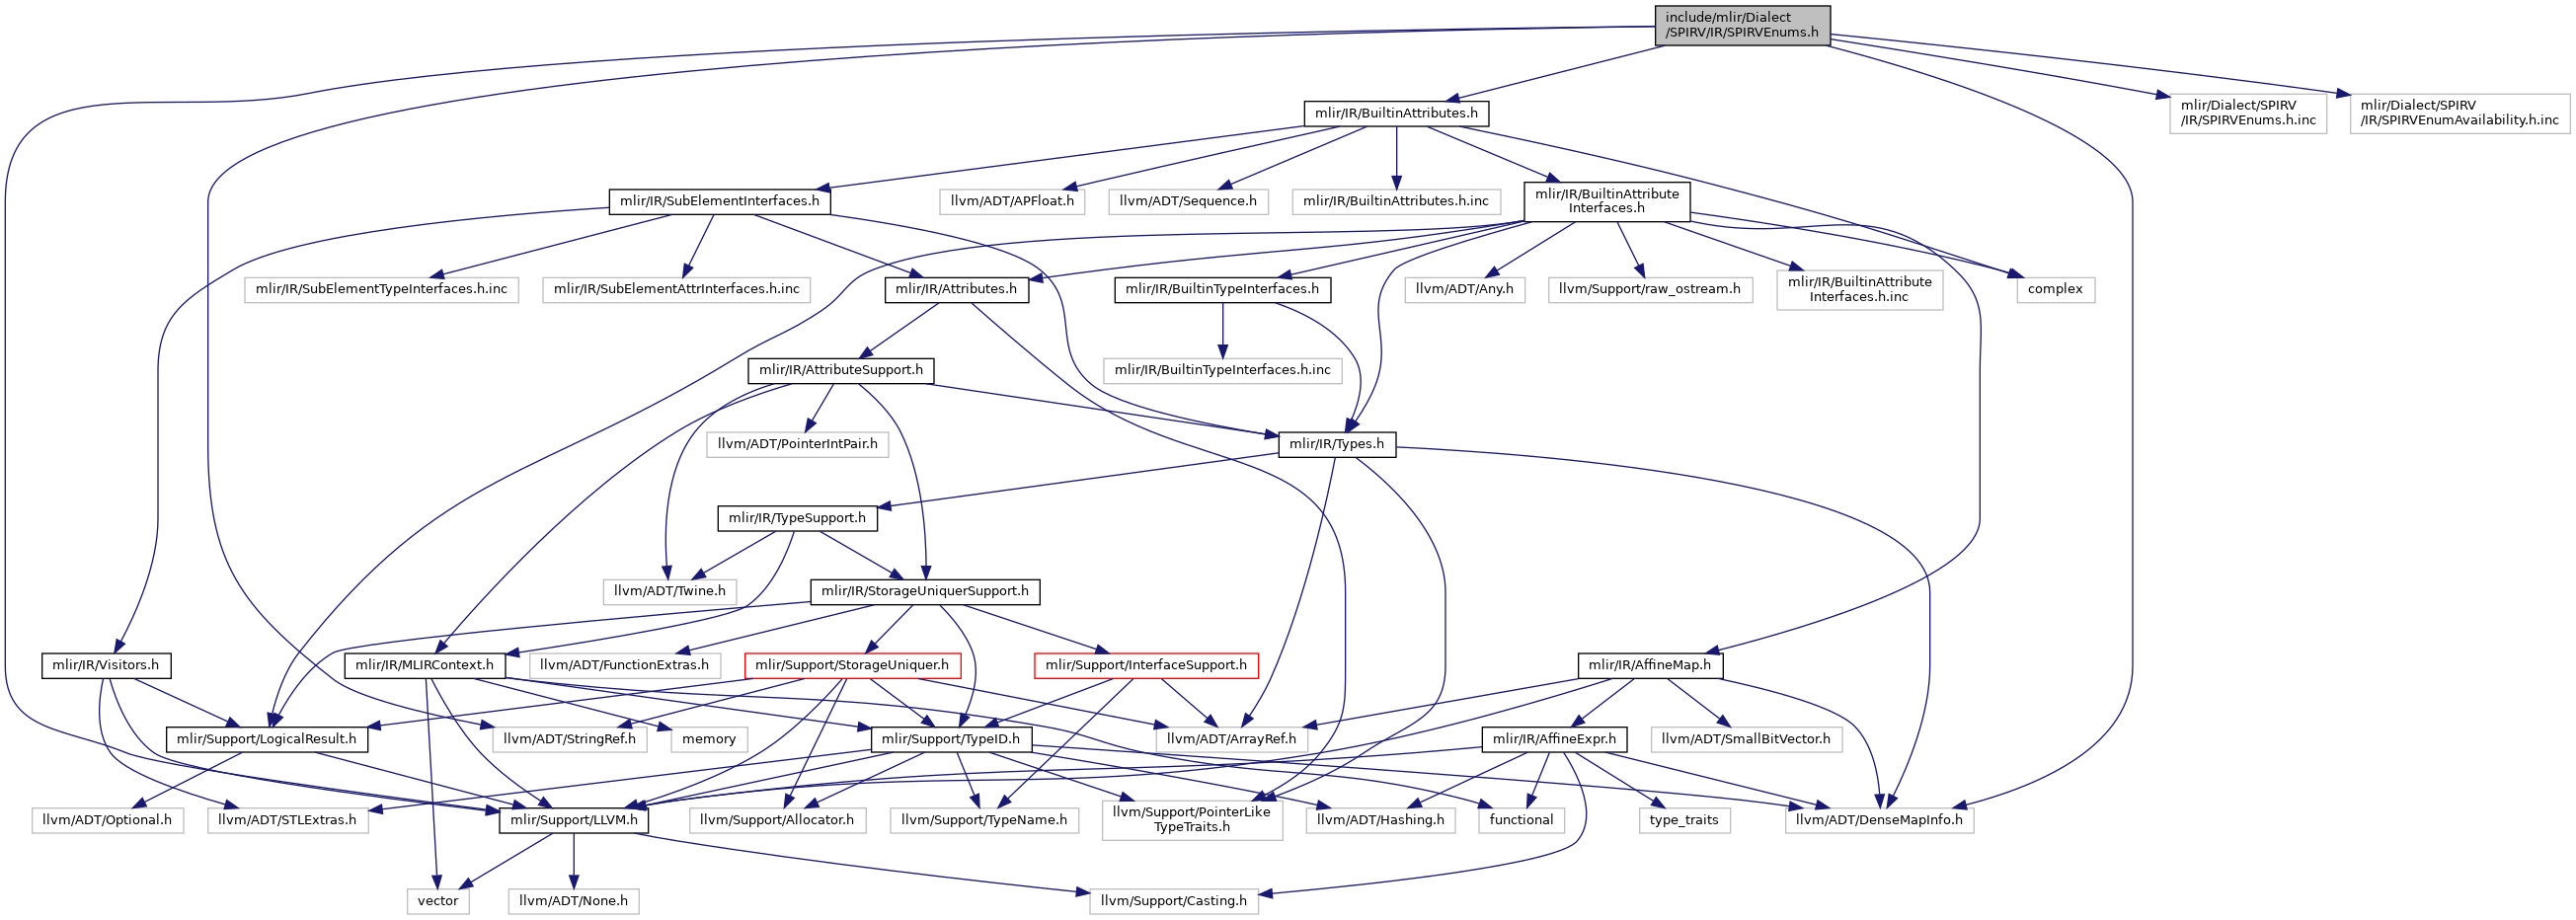 include/mlir/Dialect
/SPIRV/IR/SPIRVEnums.h
mlir/IR/BuiltinAttributes.h
mlir/Dialect/SPIRV
/IR/SPIRVEnums.h.inc
mlir/Dialect/SPIRV
/IR/SPIRVEnumAvailability.h.inc
mlir/IR/SubElementInterfaces.h
llvm/ADT/APFloat.h
llvm/ADT/Sequence.h
mlir/IR/BuiltinAttributes.h.inc
mlir/IR/BuiltinAttribute
Interfaces.h
mlir/IR/SubElementTypeInterfaces.h.inc
mlir/IR/SubElementAttrInterfaces.h.inc
mlir/IR/Attributes.h
mlir/IR/BuiltinTypeInterfaces.h
llvm/ADT/Any.h
llvm/Support/raw_ostream.h
mlir/IR/BuiltinAttribute
Interfaces.h.inc
complex
mlir/IR/AttributeSupport.h
mlir/IR/BuiltinTypeInterfaces.h.inc
llvm/ADT/PointerIntPair.h
mlir/IR/Types.h
mlir/IR/TypeSupport.h
llvm/ADT/Twine.h
mlir/IR/StorageUniquerSupport.h
mlir/IR/Visitors.h
mlir/IR/MLIRContext.h
llvm/ADT/FunctionExtras.h
mlir/Support/StorageUniquer.h
mlir/Support/InterfaceSupport.h
mlir/IR/AffineMap.h
mlir/Support/LogicalResult.h
llvm/ADT/StringRef.h
memory
mlir/Support/TypeID.h
llvm/ADT/ArrayRef.h
mlir/IR/AffineExpr.h
llvm/ADT/SmallBitVector.h
llvm/ADT/Optional.h
llvm/ADT/STLExtras.h
mlir/Support/LLVM.h
llvm/Support/Allocator.h
llvm/Support/TypeName.h
llvm/Support/PointerLike
TypeTraits.h
llvm/ADT/Hashing.h
functional
type_traits
llvm/ADT/DenseMapInfo.h
vector
llvm/ADT/None.h
llvm/Support/Casting.h